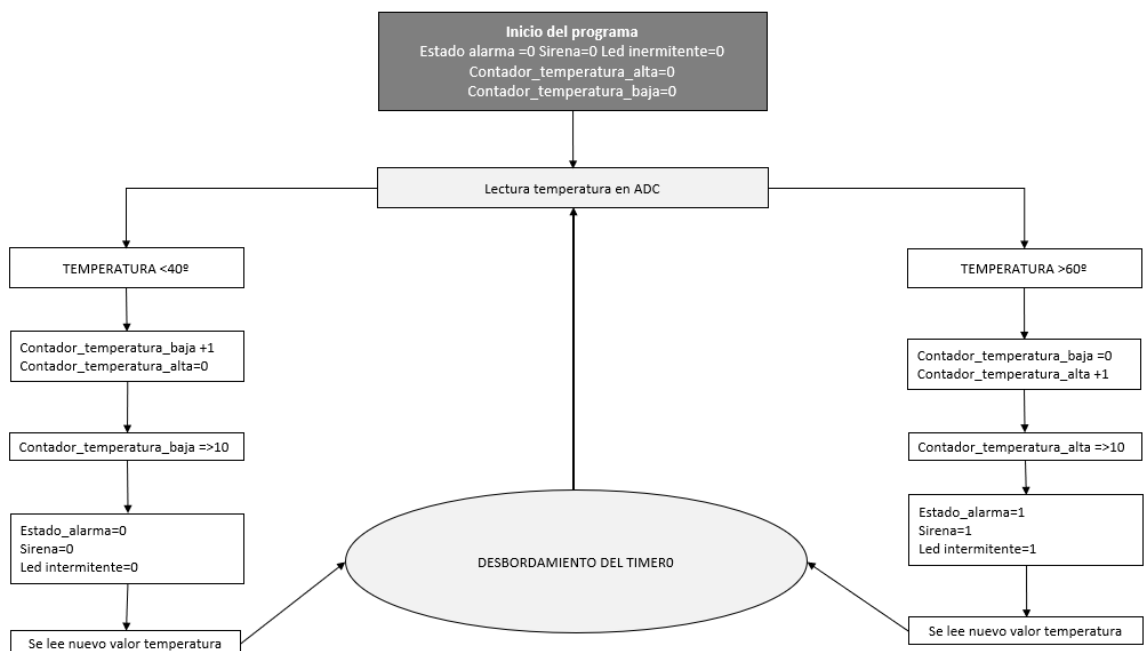 Inicio del programa
Estado alarma =0 Sirena=0 Led inermitente=0
Contador_temperatura_alta=0
Contador_temperatura_baja=0
Lectura temperatura en ADC
TEMPERATURA <40º
TEMPERATURA >60º
Contador_temperatura_baja +1
Contador_temperatura_alta=0
Contador_temperatura_baja =0
Contador_temperatura_alta +1
Contador_temperatura_baja =>10
Contador_temperatura_alta =>10
Estado_alarma=0
Sirena=0
Led intermitente=0
Estado_alarma=1
Sirena=1
Led intermitente=1
DESBORDAMIENTO DEL TIMER0
Se lee nuevo valor temperatura
Se lee nuevo valor temperatura